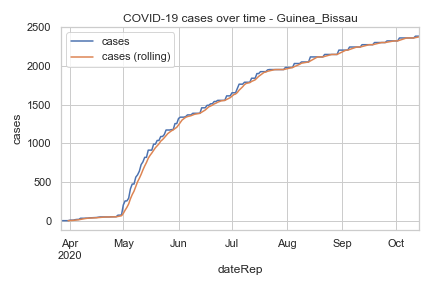 COVID-19 cases over time - Guinea_Bissau
cases
cases (rolling)
2500
2000
1500
1000
500
0
cases
Apr May Jun Jul Aug Sep Oct
2020
dateRep